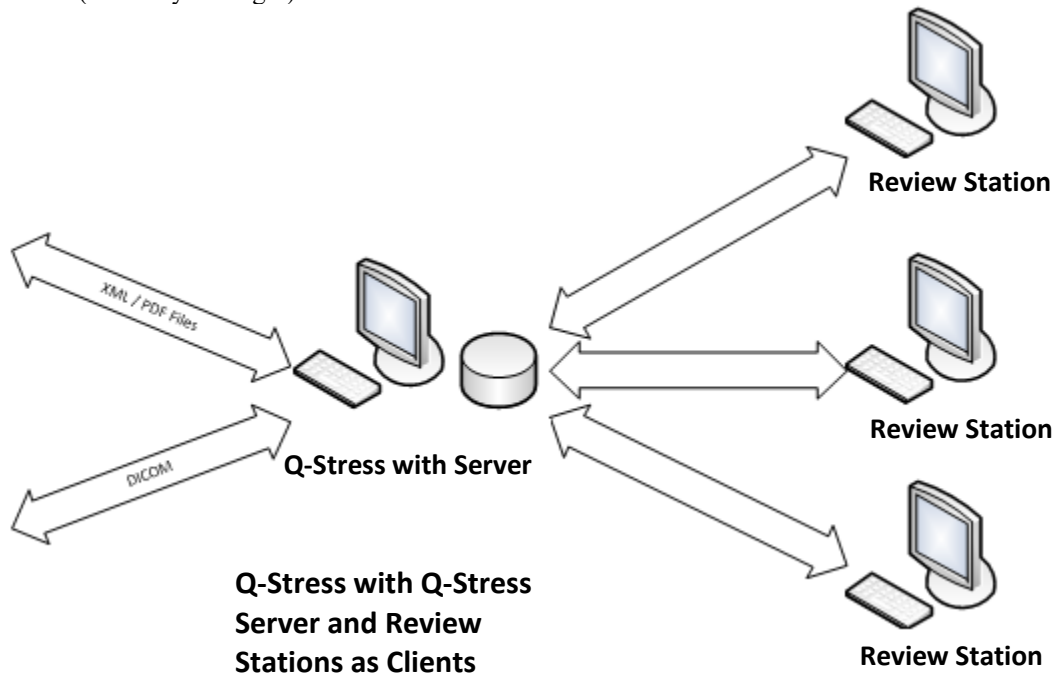 Review Station
XML / PDF Files
Review Station
Q-Stress with Server
DICOM
Q-Stress with Q-Stress
Server and Review
Stations as Clients
Review Station